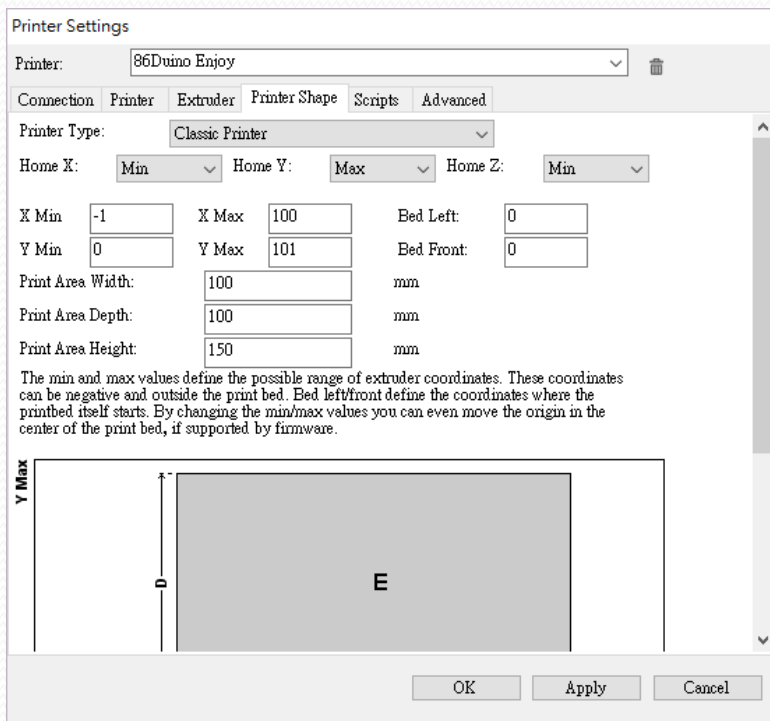 Printer Settings
Printer: 86Duino Enjoy
Connection Printer Extruder Printer Shape Scripts Advanced
Printer Type: Classic Printer
Home X: Min Home Y: Max Home Z: Min
X Min -1 X Max 100 Bed Left: 0
Y Min 0 Y Max 101 Bed Front: 0
Print Area Width: 100 mm
Print Area Depth: 100 mm
Print Area Height: 150 mm
The min and max values define the possible range of extruder coordinates. These coordinates
can be negative and outside the print bed. Bed left/front define the coordinates where the
printbed itself starts. By changing the min/max values you can even move the origin in the
center of the print bed, if supported by firmware.
Y Max
D
E
OK Apply Cancel